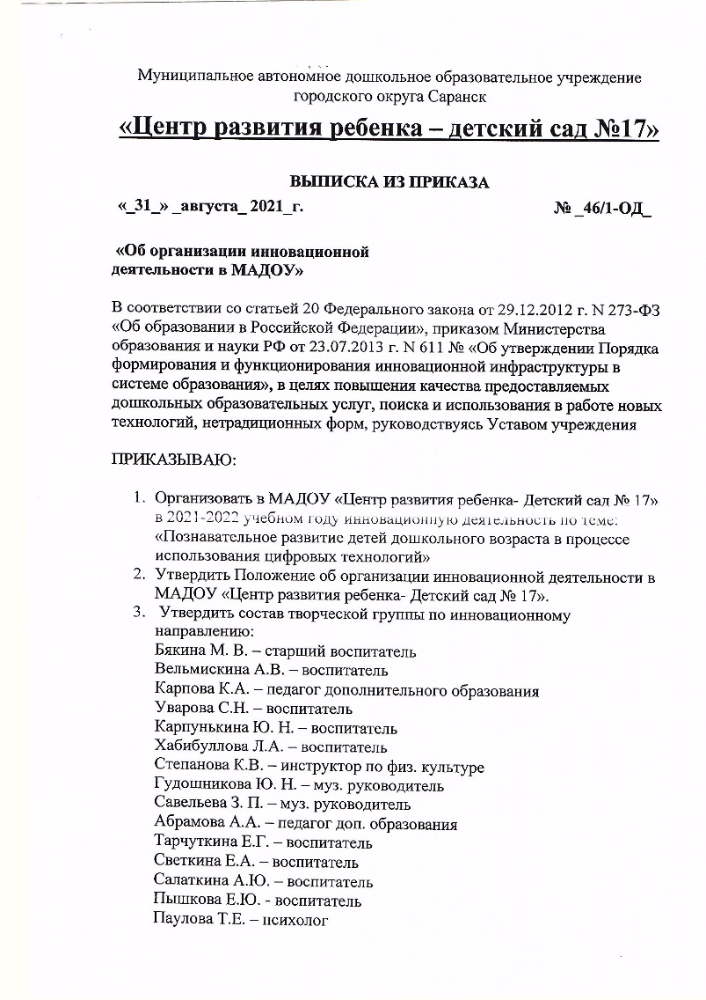 Муниципальное автономное дошкольное образовательное учреждение
городского округа Саранск
«Центр развития ребенка – детский сад №17»
ВЫПИСКА ИЗ ПРИКАЗА
«_31_» _августа_ 2021_г. № _46/1-ОД_
«Об организации инновационной
деятельности в МАДОУ»
В соответствии со статьей 20 Федерального закона от 29.12.2012 г. N 273-ФЗ
«Об образовании в Российской Федерации», приказом Министерства
образования и науки РФ от 23.07.2013 г. N 611 № «Об утверждении Порядка
формирования и функционирования инновационной инфраструктуры в
системе образования», в целях повышения качества предоставляемых
дошкольных образовательных услуг, поиска и использования в работе новых
технологий, нетрадиционных форм, руководствуясь Уставом учреждения
ПРИКАЗЫВАЮ:
1. Организовать в МАДОУ «Центр развития ребенка- Детский сад № 17»
в 2021-2022 учебном году инновационную деятельность по теме:
«Познавательное развитие детей дошкольного возраста в процессе
использования цифровых технологий»
2. Утвердить Положение об организации инновационной деятельности в
МАДОУ «Центр развития ребенка- Детский сад № 17».
3. Утвердить состав творческой группы по инновационному
направлению:
Бякина М. В. – старший воспитатель
Вельмискина А.В. – воспитатель
Карпова К.А. – педагог дополнительного образования
Уварова С.Н. – воспитатель
Карпунькина Ю. Н. – воспитатель
Хабибуллова Л.А. – воспитатель
Степанова К.В. – инструктор по физ. культуре
Гудошникова Ю. Н. – муз. руководитель
Савельева З. П. – муз. руководитель
Абрамова А.А. – педагог доп. образования
Тарчуткина Е.Г. – воспитатель
Светкина Е.А. – воспитатель
Салаткина А.Ю. – воспитатель
Пышкова Е.Ю. - воспитатель
Паулова Т.Е. – психолог